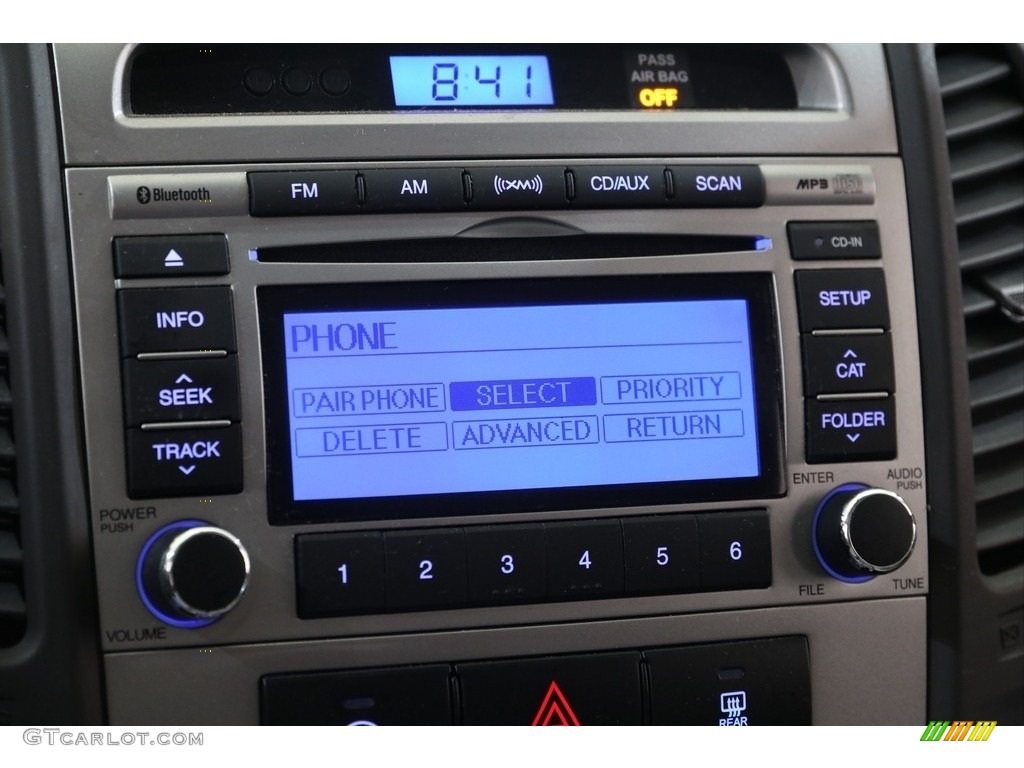 8:41
PASS
AIR BAG
OFF
Bluetooth
FM
AM
((XM))
CD/AUX
SCAN
MP3
CD-IN
INFO
SEEK
TRACK
SETUP
CAT
FOLDER
PHONE
PAIR PHONE SELECT PRIORITY
DELETE ADVANCED RETURN
POWER
PUSH
VOLUME
ENTER
AUDIO
PUSH
FILE
TUNE
1 2 3 4 5 6
REAR
GTCARLOT.COM